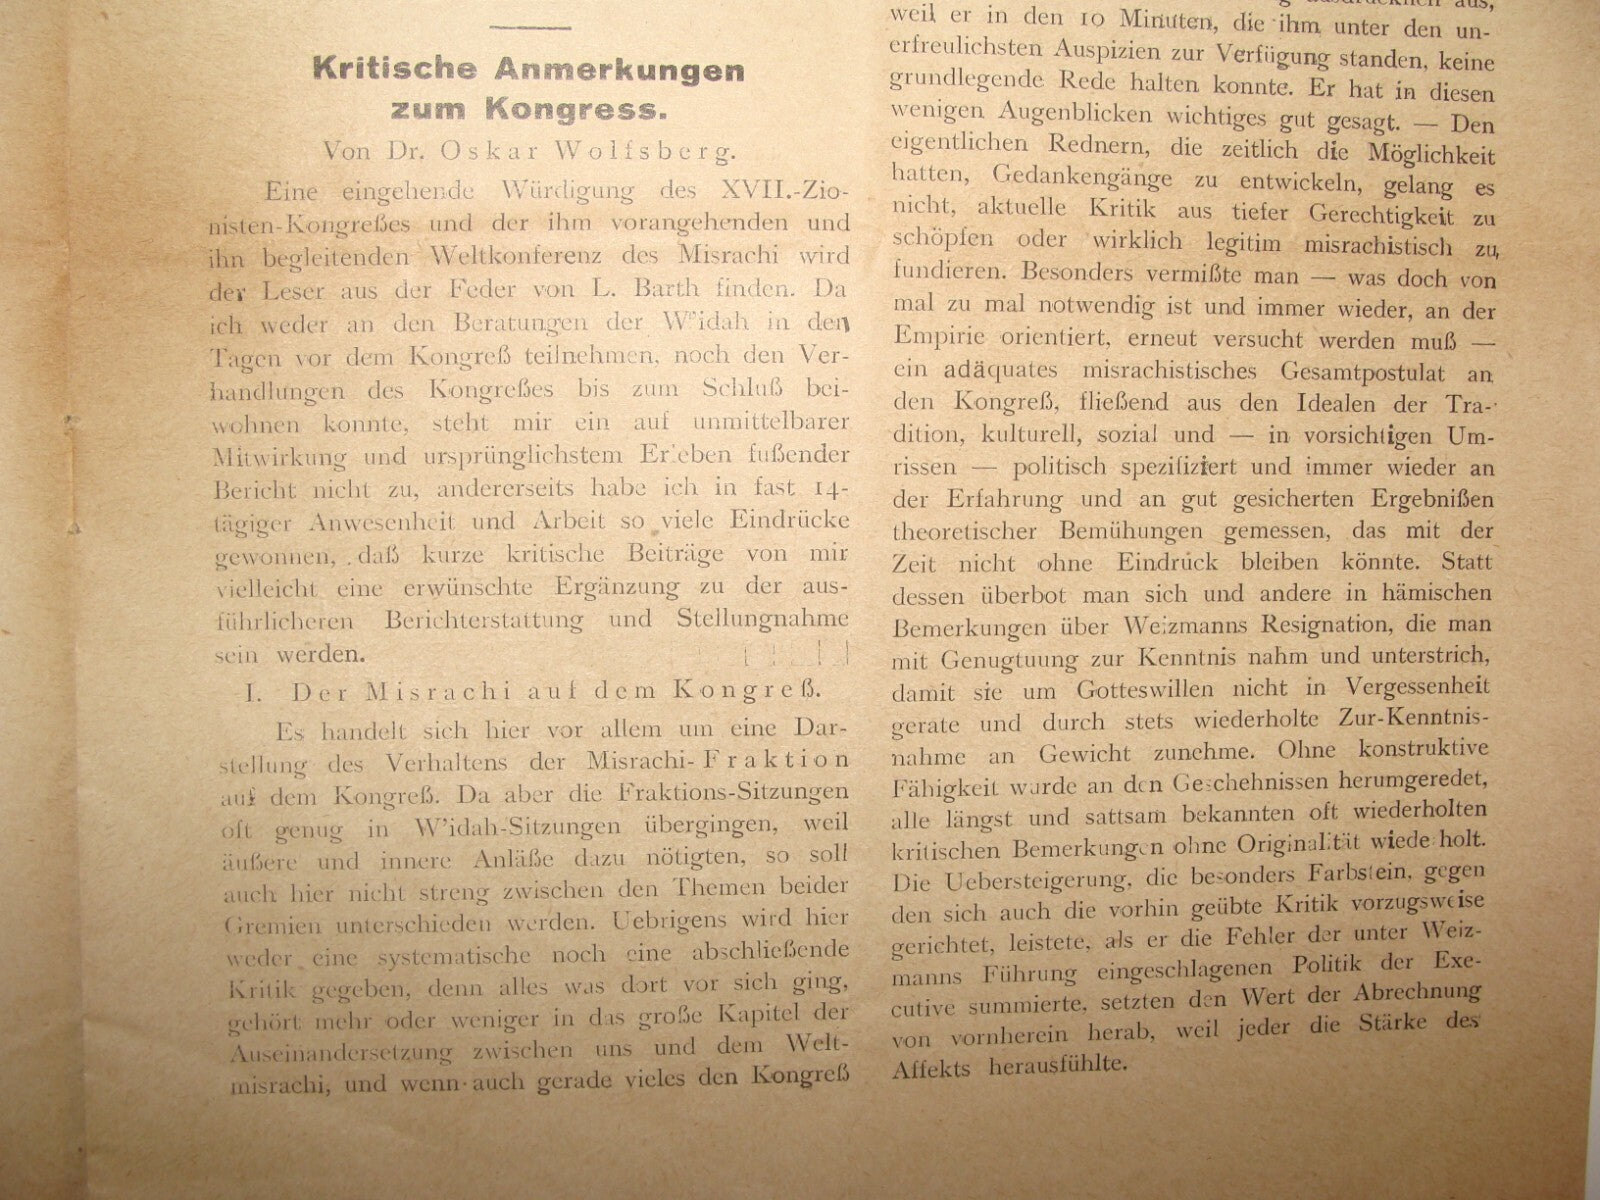 Kritische Anmerkungen
zum Kongress.
Von Dr. Oskar Wolfsberg.
Eine eingehende Würdigung des XVII.-Zio-
nisten-Kongreßes und der ihm vorangehenden und
ihn begleitenden Weltkonferenz des Misrachi wird
der Leser aus der Feder von L. Barth finden. Da
ich weder an den Beratungen der W'idah in den
Tagen vor dem Kongreß teilnehmen, noch den Ver-
handlungen des Kongreßes bis zum Schluß bei-
wohnen konnte, steht mir ein auf unmittelbarer
Mitwirkung und ursprünglichstem Erleben fußender
Bericht nicht zu, andererseits habe ich in fast 14-
tägiger Anwesenheit und Arbeit so viele Eindrücke
gewonnen, daß kurze kritische Beiträge von mir
vielleicht eine erwünschte Ergänzung zu der aus-
führlicheren Berichterstattung und Stellungnahme
sein werden.
I. Der Misrachi auf dem Kongreß.
Es handelt sich hier vor allem um eine Dar-
stellung des Verhaltens der Misrachi-Fraktion
auf dem Kongreß. Da aber die Fraktions-Sitzungen
oft genug in W'idah-Sitzungen übergingen, weil
äußere und innere Anläße dazu nötigten, so soll
auch hier nicht streng zwischen den Themen beider
Gremien unterschieden werden. Uebrigens wird hier
weder eine systematische noch eine abschließende
Kritik gegeben, denn alles was dort vor sich ging,
gehört mehr oder weniger in das große Kapitel der
Auseinandersetzung zwischen uns und dem Welt-
misrachi, und wenn auch gerade vieles den Kongreß
aus,
weil er in den 10 Minuten, die ihm unter den un-
erfreulichsten Auspizien zur Verfügung standen, keine
grundlegende Rede halten konnte. Er hat in diesen
wenigen Augenblicken wichtiges gut gesagt. — Den
eigentlichen Rednern, die zeitlich die Möglichkeit
hatten, Gedankengänge zu entwickeln, gelang es
nicht, aktuelle Kritik aus tiefer Gerechtigkeit zu
schöpfen oder wirklich legitim misrachistisch zu
fundieren. Besonders vermißte man — was doch von
mal zu mal notwendig ist und immer wieder, an der
Empirie orientiert, erneut versucht werden muß —
ein adäquates misrachistisches Gesamtpostulat an
den Kongreß, fließend aus den Idealen der Tra-
dition, kulturell, sozial und — in vorsichtigen Um-
rissen — politisch spezifiziert und immer wieder an
der Erfahrung und an gut gesicherten Ergebnißen
theoretischer Bemühungen gemessen, das mit der
Zeit nicht ohne Eindruck bleiben könnte. Statt
dessen überbot man sich und andere in hämischen
Bemerkungen über Weizmanns Resignation, die man
mit Genugtuung zur Kenntnis nahm und unterstrich,
damit sie um Gotteswillen nicht in Vergessenheit
gerate und durch stets wiederholte Zur-Kenntnis-
nahme an Gewicht zunehme. Ohne konstruktive
Fähigkeit wurde an den Geschehnissen herumgeredet,
alle längst und sattsam bekannten oft wiederholten
kritischen Bemerkungen ohne Originalität wiederholt.
Die Uebersteigerung, die besonders Farbstein, gegen
den sich auch die vorhin geübte Kritik vorzugsweise
gerichtet, leistete, als er die Fehler der unter Weiz-
manns Führung eingeschlagenen Politik der Exe-
cutive summierte, setzten den Wert der Abrechnung
von vornherein herab, weil jeder die Stärke des
Affekts herausfühlte.